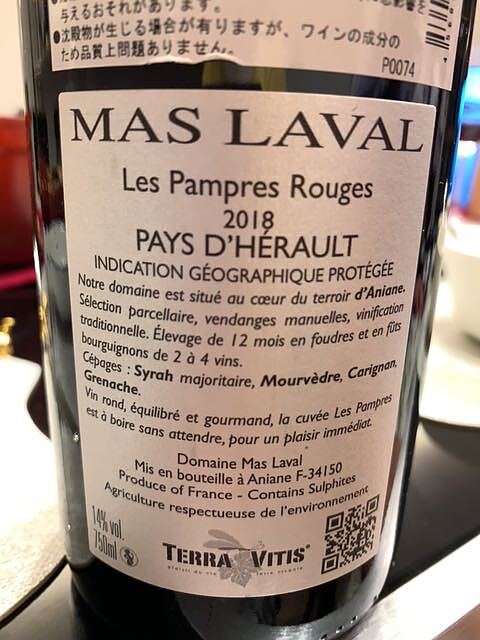 与えるおそれがあります。
●沈殿物が生じる場合が有りますが、ワインの成分の
ため品質上問題ありません。
P0074
MAS LAVAL
Les Pampres Rouges
2018
PAYS D'HÉRAULT
INDICATION GÉOGRAPHIQUE PROTÉGÉE
Notre domaine est situé au cœur du terroir d'Aniane.
Sélection parcellaire, vendanges manuelles, vinification
traditionnelle. Élevage de 12 mois en foudres et en fûts
bourguignons de 2 à 4 vins.
Cépages : Syrah majoritaire, Mourvèdre, Carignan,
Grenache.
Vin rond, équilibré et gourmand, la cuvée Les Pampres
est à boire sans attendre, pour un plaisir immédiat.
Domaine Mas Laval
Mis en bouteille à Aniane F-34150
Produce of France - Contains Sulphites
Agriculture respectueuse de l'environnement
14% vol.
750ml
TERRA VITIS®